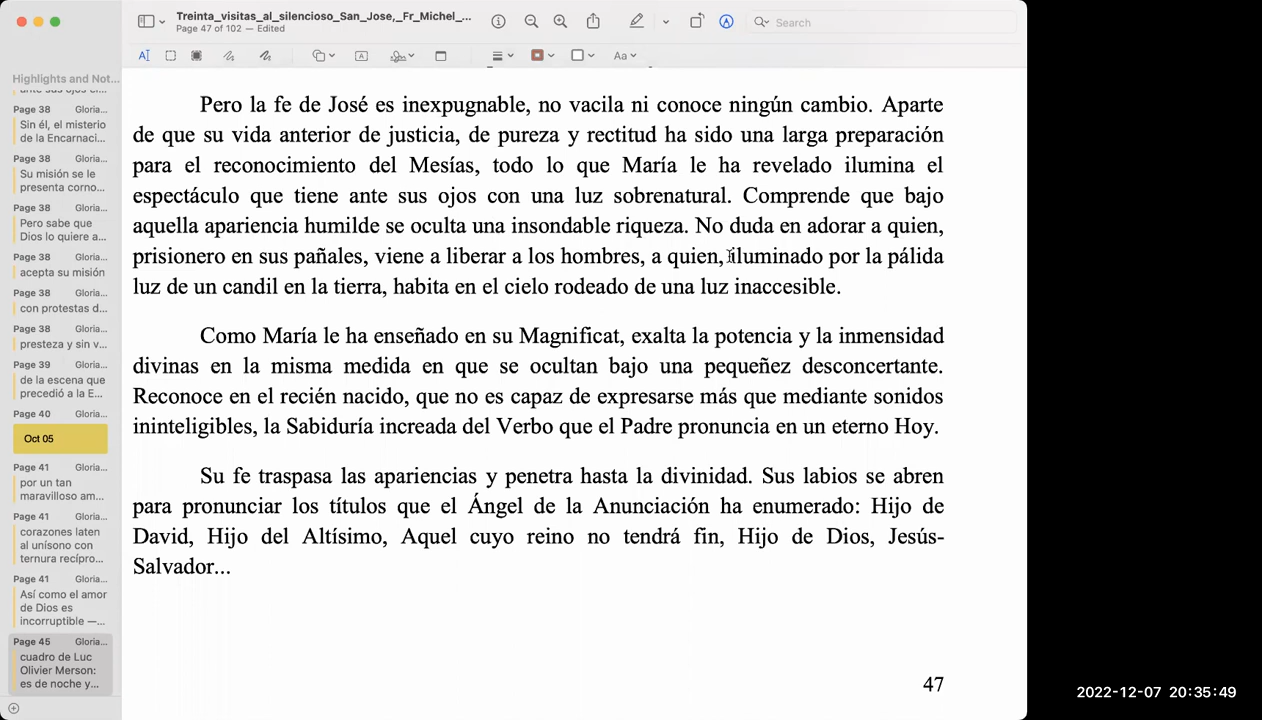 Treinta_visitas_al_silencioso_San_Jose,_Fr_Michel_...
Page 47 of 102 — Edited
Search
Aa
Highlights and Not...
Page 38 Gloria...
Sin él, el misterio
de la Encarnaci...
Page 38 Gloria...
Su misión se le
presenta corno...
Page 38 Gloria...
Pero sabe que
Dios lo quiere a...
Page 38 Gloria...
acepta su misión
Page 38 Gloria...
con protestas d...
Page 38 Gloria...
presteza y sin v...
Page 39 Gloria...
de la escena que
precedió a la E...
Page 40
Oct 05
Page 41 Gloria...
por un tan
maravilloso am...
Page 41 Gloria...
corazones laten
al unísono con
ternura recípro...
Page 41 Gloria...
Así como el amor
de Dios es
incorruptible —...
Page 45 Gloria...
cuadro de Luc
Olivier Merson:
es de noche y...
Pero la fe de José es inexpugnable, no vacila ni conoce ningún cambio. Aparte
de que su vida anterior de justicia, de pureza y rectitud ha sido una larga preparación
para el reconocimiento del Mesías, todo lo que María le ha revelado ilumina el
espectáculo que tiene ante sus ojos con una luz sobrenatural. Comprende que bajo
aquella apariencia humilde se oculta una insondable riqueza. No duda en adorar a quien,
prisionero en sus pañales, viene a liberar a los hombres, a quien, iluminado por la pálida
luz de un candil en la tierra, habita en el cielo rodeado de una luz inaccesible.
Como María le ha enseñado en su Magnificat, exalta la potencia y la inmensidad
divinas en la misma medida en que se ocultan bajo una pequeñez desconcertante.
Reconoce en el recién nacido, que no es capaz de expresarse más que mediante sonidos
ininteligibles, la Sabiduría increada del Verbo que el Padre pronuncia en un eterno Hoy.
Su fe traspasa las apariencias y penetra hasta la divinidad. Sus labios se abren
para pronunciar los títulos que el Ángel de la Anunciación ha enumerado: Hijo de
David, Hijo del Altísimo, Aquel cuyo reino no tendrá fin, Hijo de Dios, Jesús-
Salvador...
47
2022-12-07 20:35:49